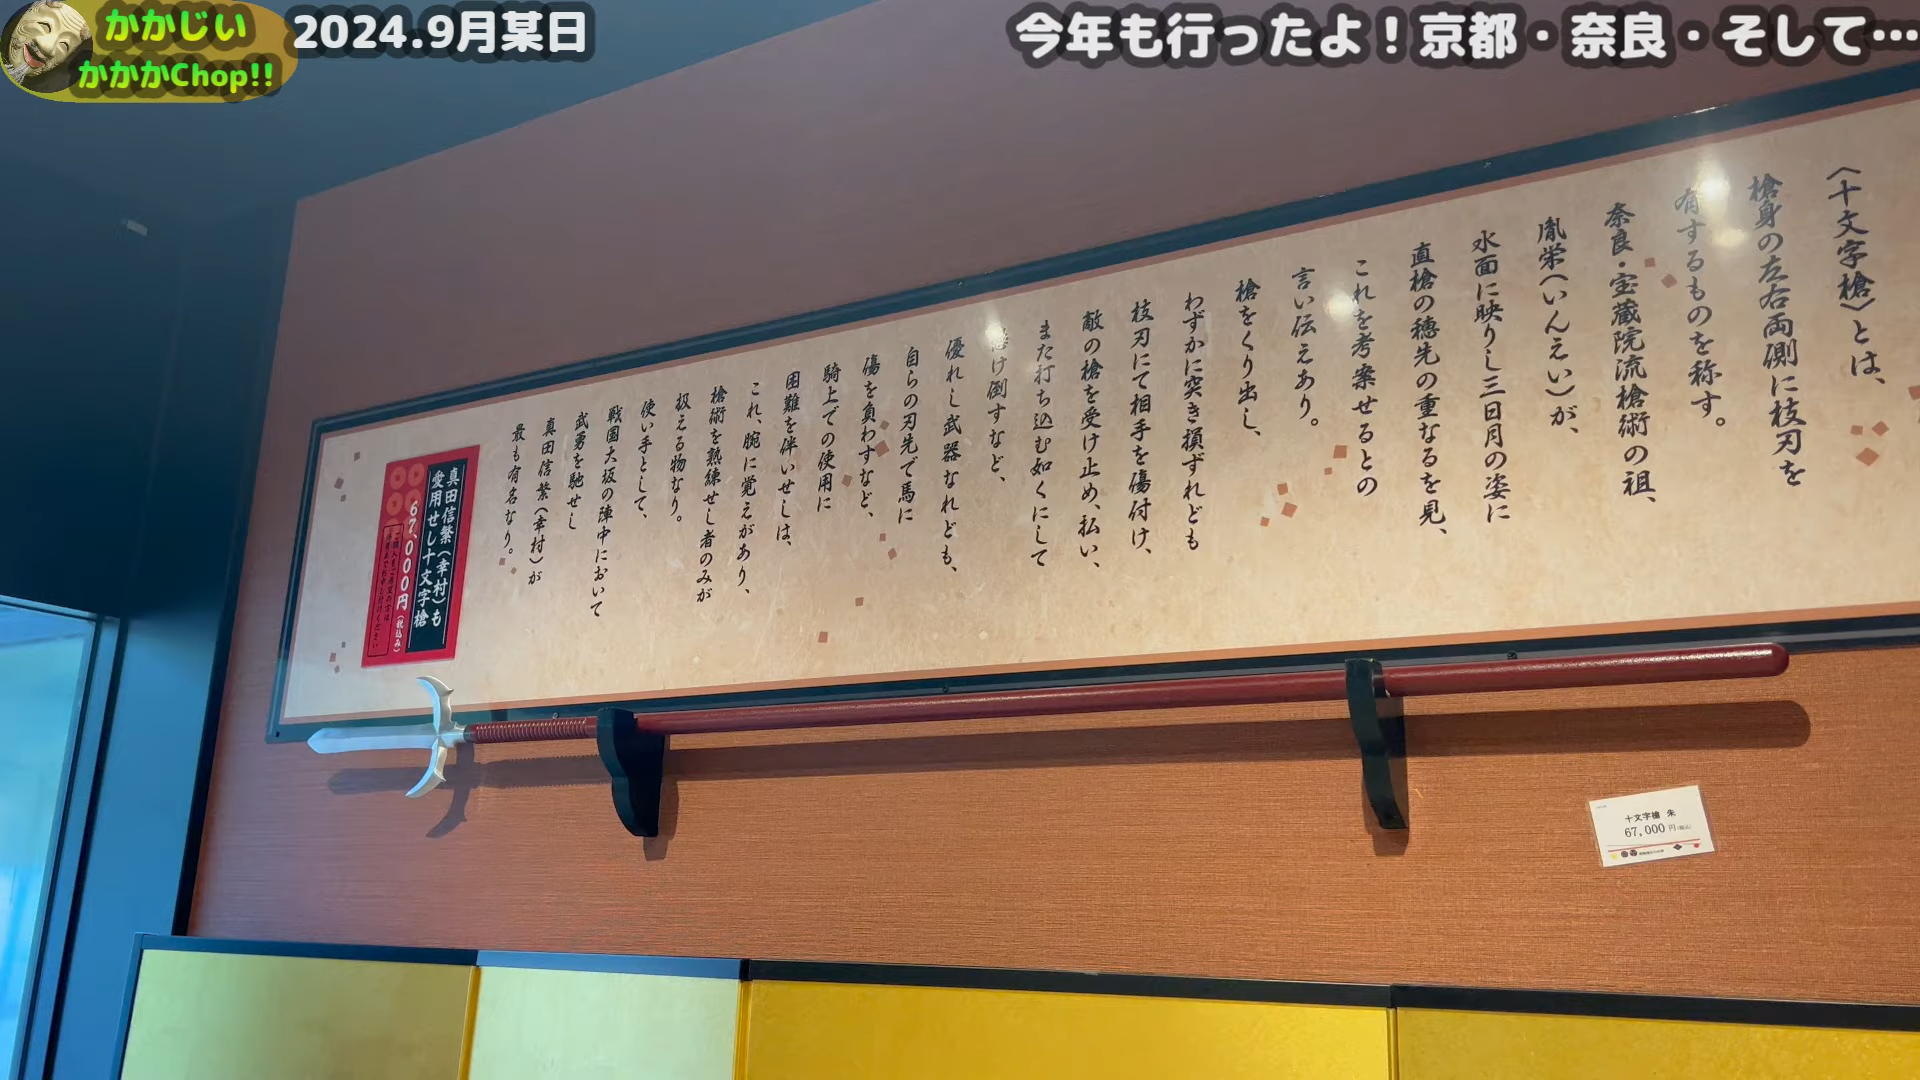 かかじい
かかかChop!!
2024.9月某日
今年も行ったよ！京都・奈良・そして…
〈十文字槍〉とは、
槍身の左右両側に枝刃を
有するものを称す。
奈良・宝蔵院流槍術の祖、
胤栄（いんえい）が、
水面に映りし三日月の姿に
直槍の穂先の重なるを見、
これを考案せるとの
言い伝えあり。
槍をくり出し、
わずかに突き損ずれども
枝刃にて相手を傷付け、
敵の槍を受け止め、払い、
また打ち込む如くにして
け倒すなど、
優れし武器なれども、
自らの刃先で馬に
傷を負わすなど、
騎上での使用に
困難を伴いせしは、
これ、腕に覚えがあり、
槍術を熟練せし者のみが
扱える物なり。
使い手として、
戦国大坂の陣中において
武勇を馳せし
真田信繁（幸村）が
最も有名なり。
真田信繁（幸村）も
愛用せし十文字槍
67,000円（税込み）
十文字槍 朱
67,000円(税込)